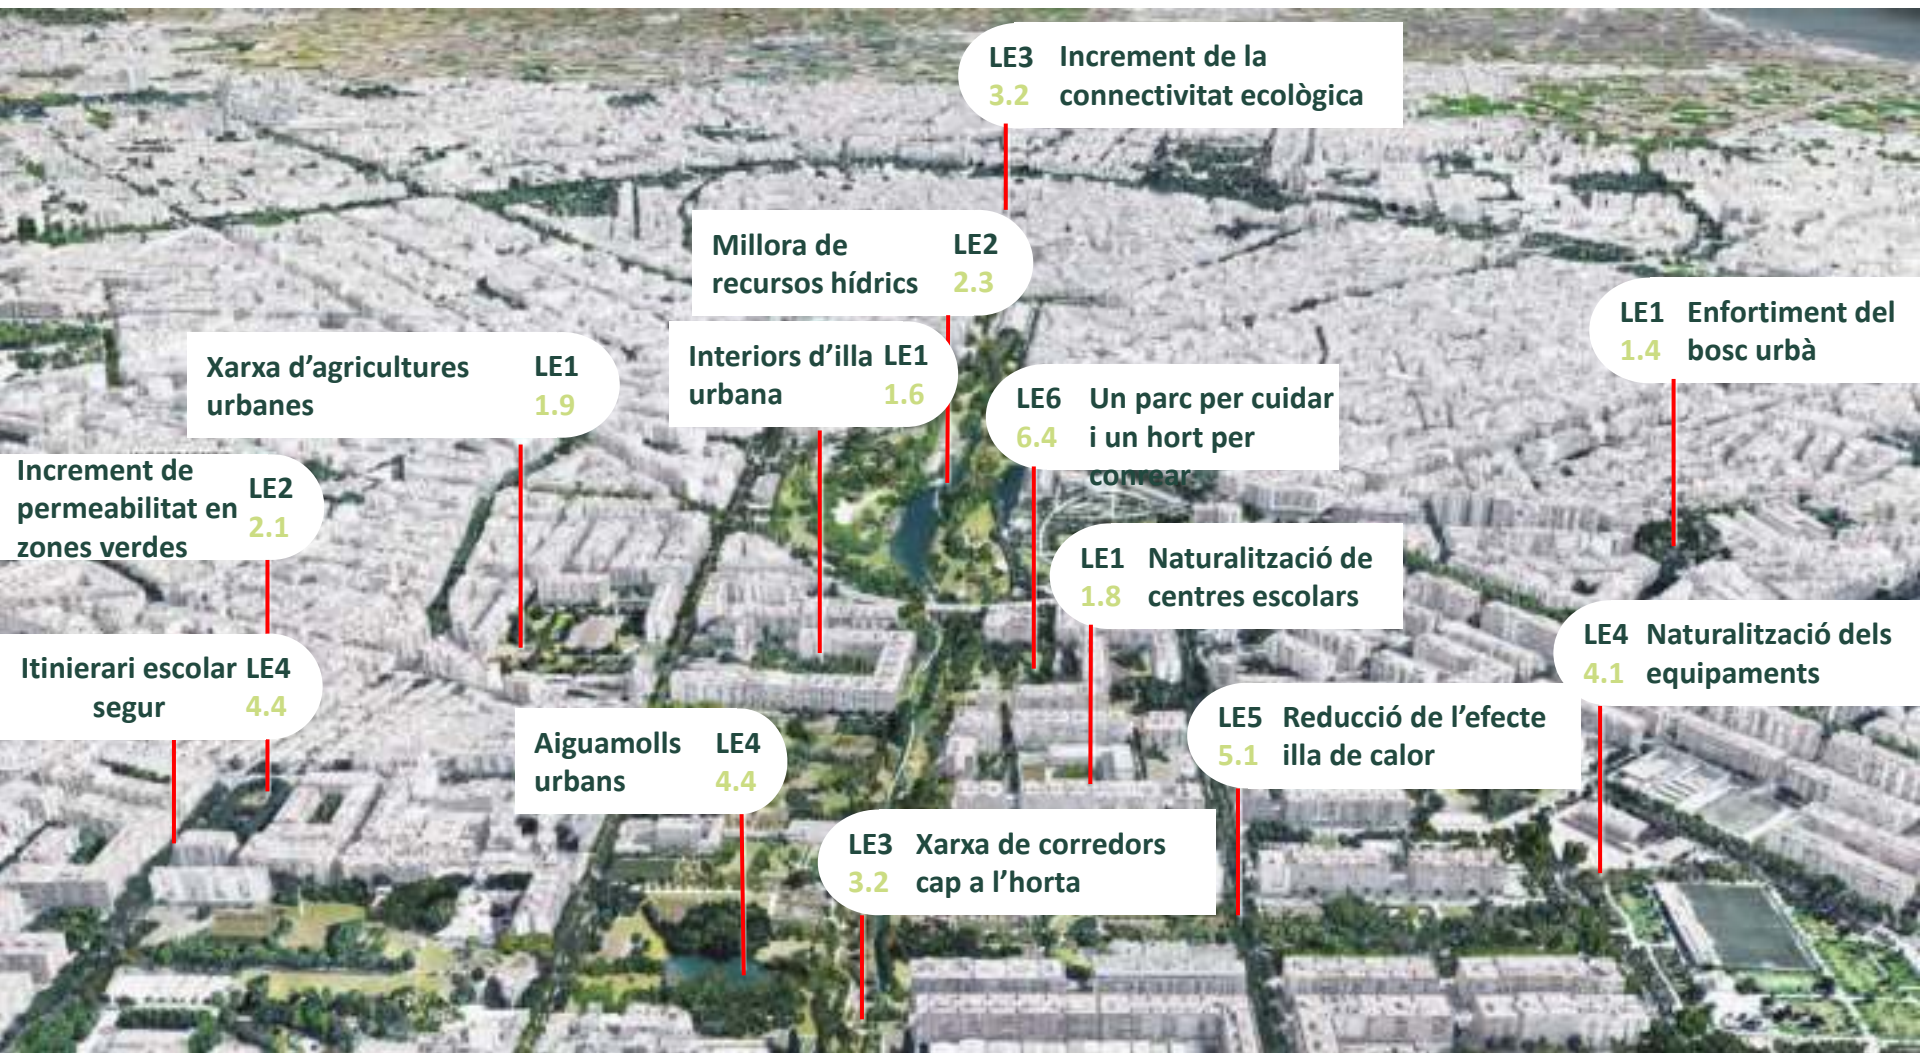 LE3 Increment de la
3.2 connectivitat ecològica
Millora de LE2
recursos hídrics 2.3
LE1 Enfortiment del
1.4 bosc urbà
Xarxa d’agricultures LE1
urbanes 1.9
Interiors d’illa LE1
urbana 1.6
LE6 Un parc per cuidar
6.4 i un hort per
conrear
Increment de
permeabilitat en LE2
zones verdes 2.1
LE1 Naturalització de
1.8 centres escolars
LE4 Naturalització dels
4.1 equipaments
Itinierari escolar LE4
segur 4.4
LE5 Reducció de l’efecte
5.1 illa de calor
Aiguamolls LE4
urbans 4.4
LE3 Xarxa de corredors
3.2 cap a l’horta